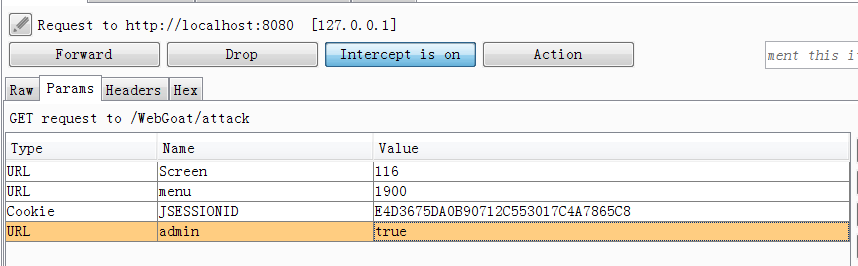 Request to http://localhost:8080 [127.0.0.1]
Forward Drop Intercept is on Action ment this i
Raw Params Headers Hex
GET request to /WebGoat/attack
Type Name Value
URL Screen 116
URL menu 1900
Cookie JSESSIONID E4D3675DA0B90712C553017C4A7865C8
URL admin true